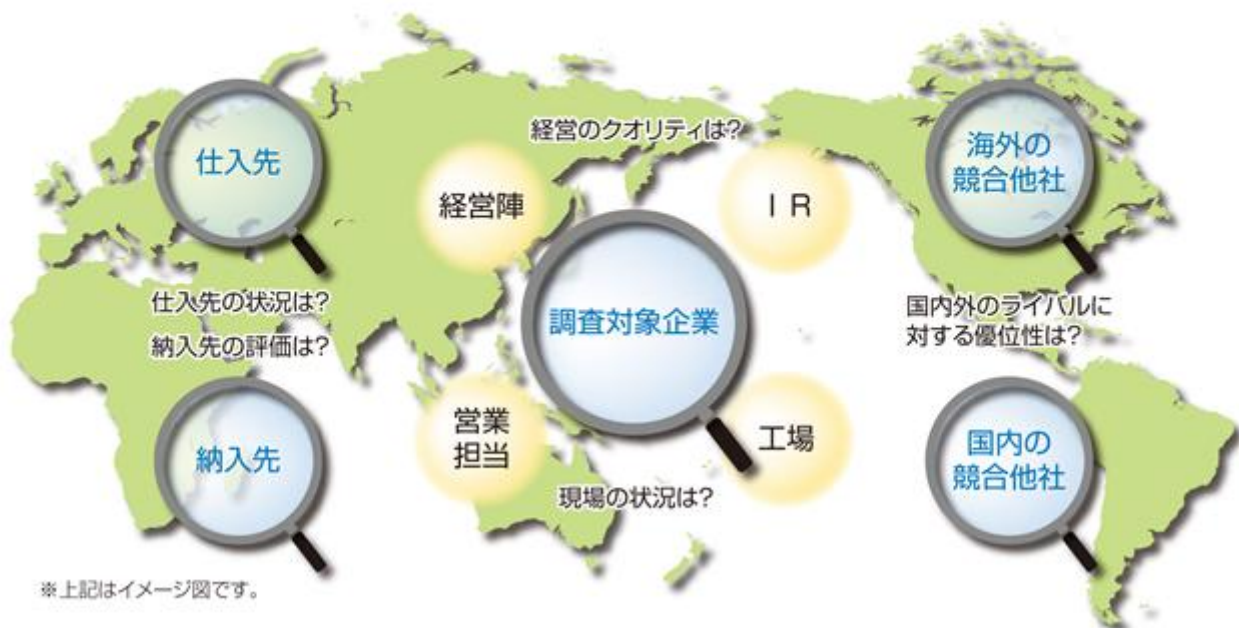 経営のクオリティは?
仕入先
経営陣
ＩＲ
海外の
競合他社
仕入先の状況は?
納入先の評価は?
調査対象企業
国内外のライバルに
対する優位性は?
納入先
営業
担当
工場
国内の
競合他社
現場の状況は?
※上記はイメージ図です。